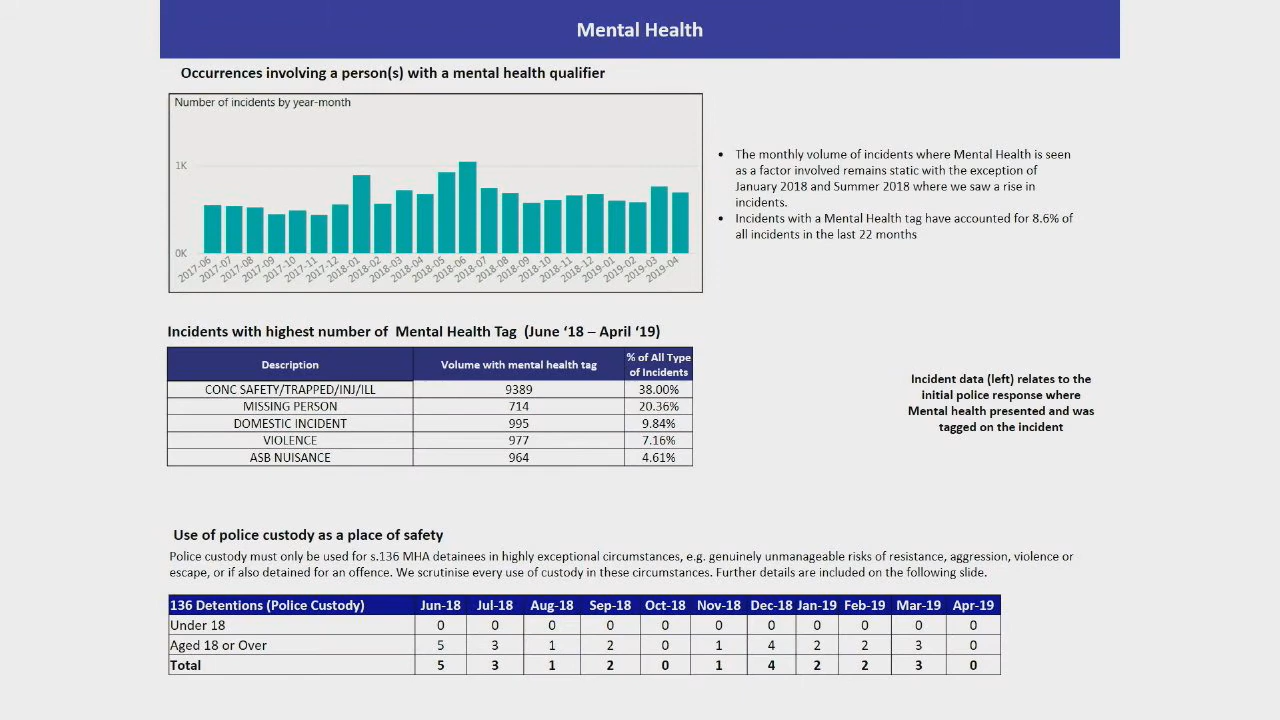 Mental Health
Occurrences involving a person(s) with a mental health qualifier
Number of incidents by year-month
1K
0K
2017-06 2017-07 2017-08 2017-09 2017-10 2017-11 2017-12 2018-01 2018-02 2018-03 2018-04 2018-05 2018-06 2018-07 2018-08 2018-09 2018-10 2018-11 2018-12 2019-01 2019-02 2019-03 2019-04
• The monthly volume of incidents where Mental Health is seen
as a factor involved remains static with the exception of
January 2018 and Summer 2018 where we saw a rise in
incidents.
• Incidents with a Mental Health tag have accounted for 8.6% of
all incidents in the last 22 months
Incidents with highest number of Mental Health Tag (June ‘18 – April ‘19)
Description Volume with mental health tag % of All Type
of Incidents
CONC SAFETY/TRAPPED/INJ/ILL 9389 38.00%
MISSING PERSON 714 20.36%
DOMESTIC INCIDENT 995 9.84%
VIOLENCE 977 7.16%
ASB NUISANCE 964 4.61%
Incident data (left) relates to the
initial police response where
Mental health presented and was
tagged on the incident
Use of police custody as a place of safety
Police custody must only be used for s.136 MHA detainees in highly exceptional circumstances, e.g. genuinely unmanageable risks of resistance, aggression, violence or
escape, or if also detained for an offence. We scrutinise every use of custody in these circumstances. Further details are included on the following slide.
136 Detentions (Police Custody) Jun-18 Jul-18 Aug-18 Sep-18 Oct-18 Nov-18 Dec-18 Jan-19 Feb-19 Mar-19 Apr-19
Under 18 0 0 0 0 0 0 0 0 0 0 0
Aged 18 or Over 5 3 1 2 0 1 4 2 2 3 0
Total 5 3 1 2 0 1 4 2 2 3 0